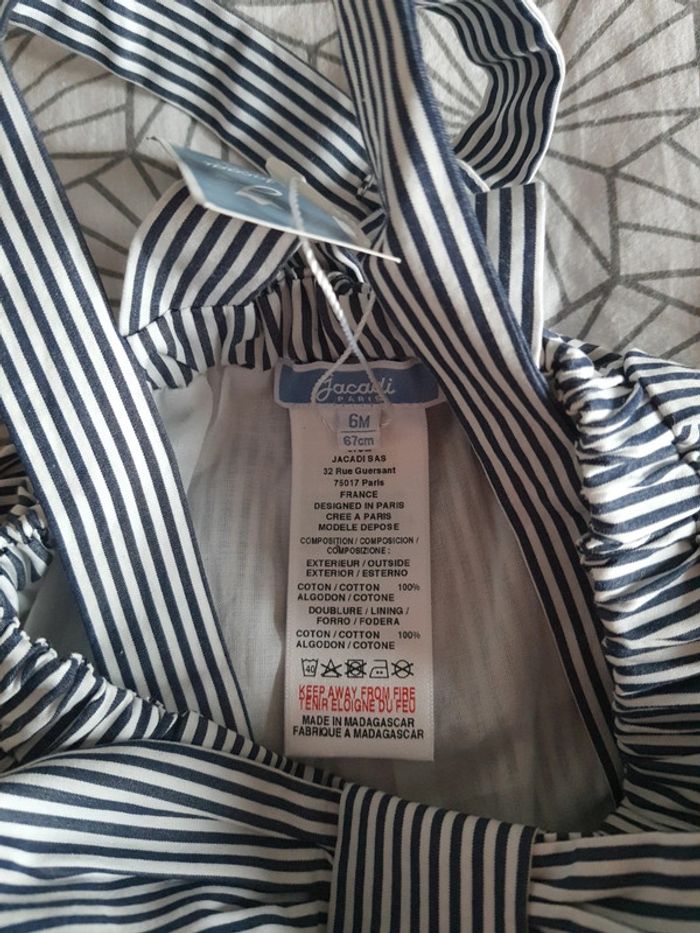 Jacadi
Jacadi
PARIS
6M
67cm
JACADI SAS
32 Rue Guersant
75017 Paris
FRANCE
DESIGNED IN PARIS
CREE A PARIS
MODELE DEPOSE
COMPOSITION / COMPOSICION /
COMPOSIZIONE :
EXTERIEUR / OUTSIDE
EXTERIOR / ESTERNO
COTON / COTTON 100%
ALGODON / COTONE
DOUBLURE / LINING /
FORRO / FODERA
COTON / COTTON 100%
ALGODON / COTONE
40
KEEP AWAY FROM FIRE
TENIR ELOIGNE DU FEU
MADE IN MADAGASCAR
FABRIQUE A MADAGASCAR